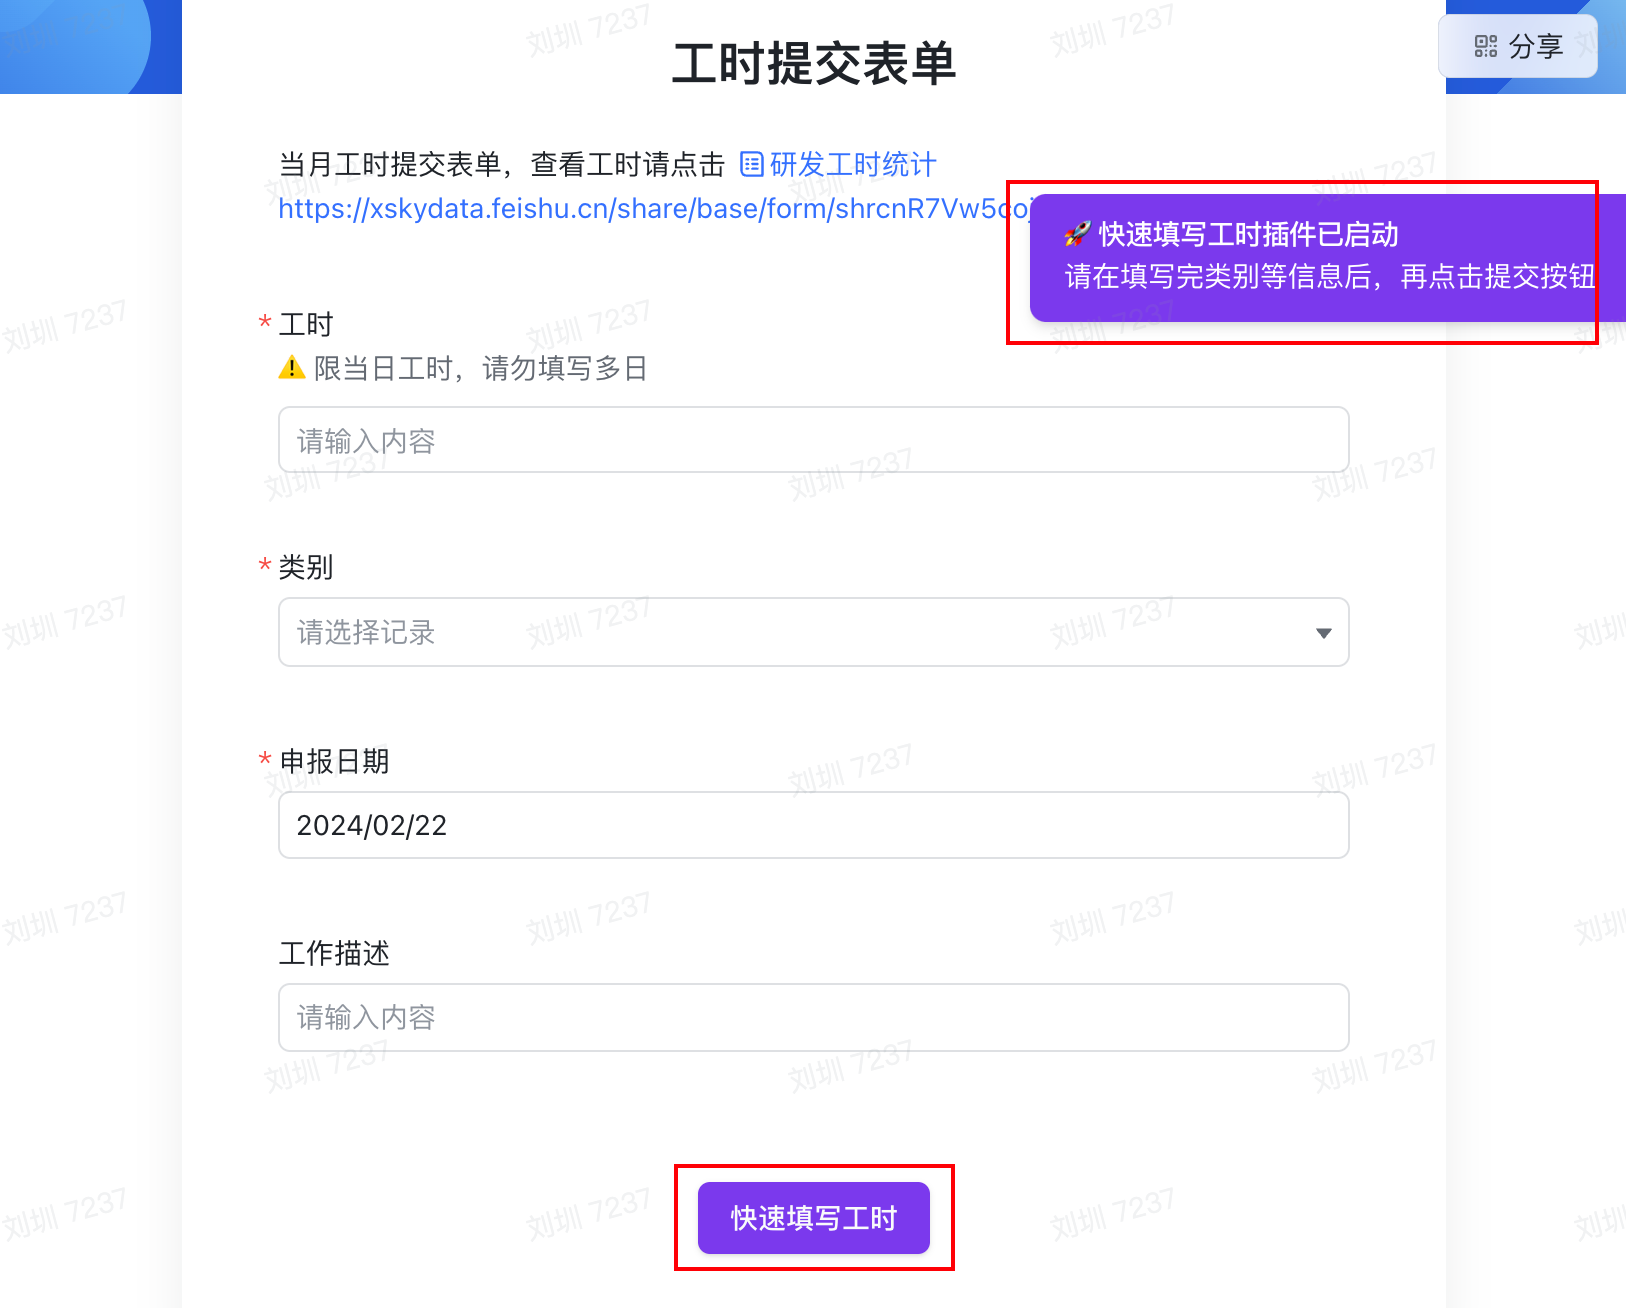 工时提交表单
分享
当月工时提交表单，查看工时请点击 研发工时统计
https://xskydata.feishu.cn/share/base/form/shrcnR7Vw5coj
🚀 快速填写工时插件已启动
请在填写完类别等信息后，再点击提交按钮
* 工时
⚠️ 限当日工时，请勿填写多日
请输入内容
* 类别
请选择记录
* 申报日期
2024/02/22
工作描述
请输入内容
快速填写工时
刘圳 7237